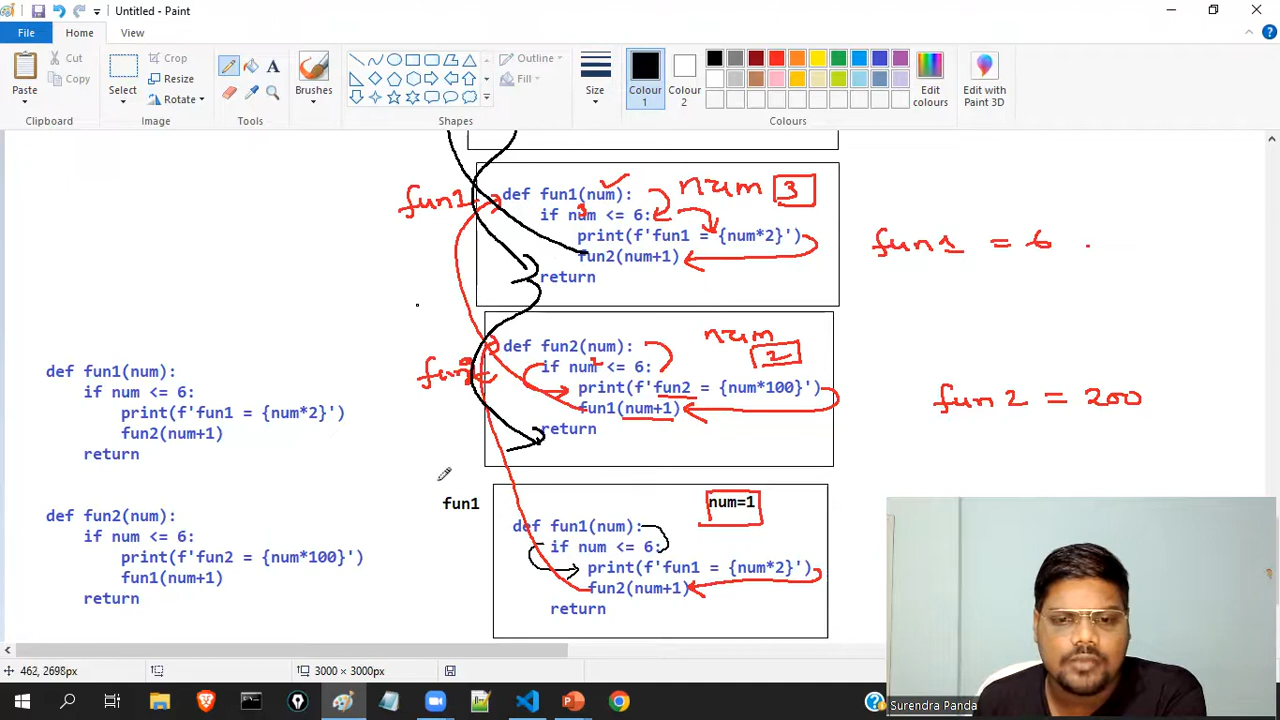 Untitled - Paint
File
Home
View
Paste
Cut
Copy
Clipboard
Select
Crop
Resize
Rotate
Image
Tools
Brushes
Outline
Fill
Shapes
Size
Colour 1
Colour 2
Edit colours
Edit with Paint 3D
Colours
fun1
def fun1(num):
if num <= 6:
print(f'fun1 = {num*2}')
fun2(num+1)
return
num 3
3
fun1 = 6
def fun2(num):
if num <= 6:
print(f'fun2 = {num*100}')
fun1(num+1)
return
num
2
2
fun2 = 200
def fun1(num):
if num <= 6:
print(f'fun1 = {num*2}')
fun2(num+1)
return
def fun2(num):
if num <= 6:
print(f'fun2 = {num*100}')
fun1(num+1)
return
fun1
num=1
def fun1(num):
if num <= 6:
print(f'fun1 = {num*2}')
fun2(num+1)
return
462, 2698px
3000 × 3000px
Surendra Panda